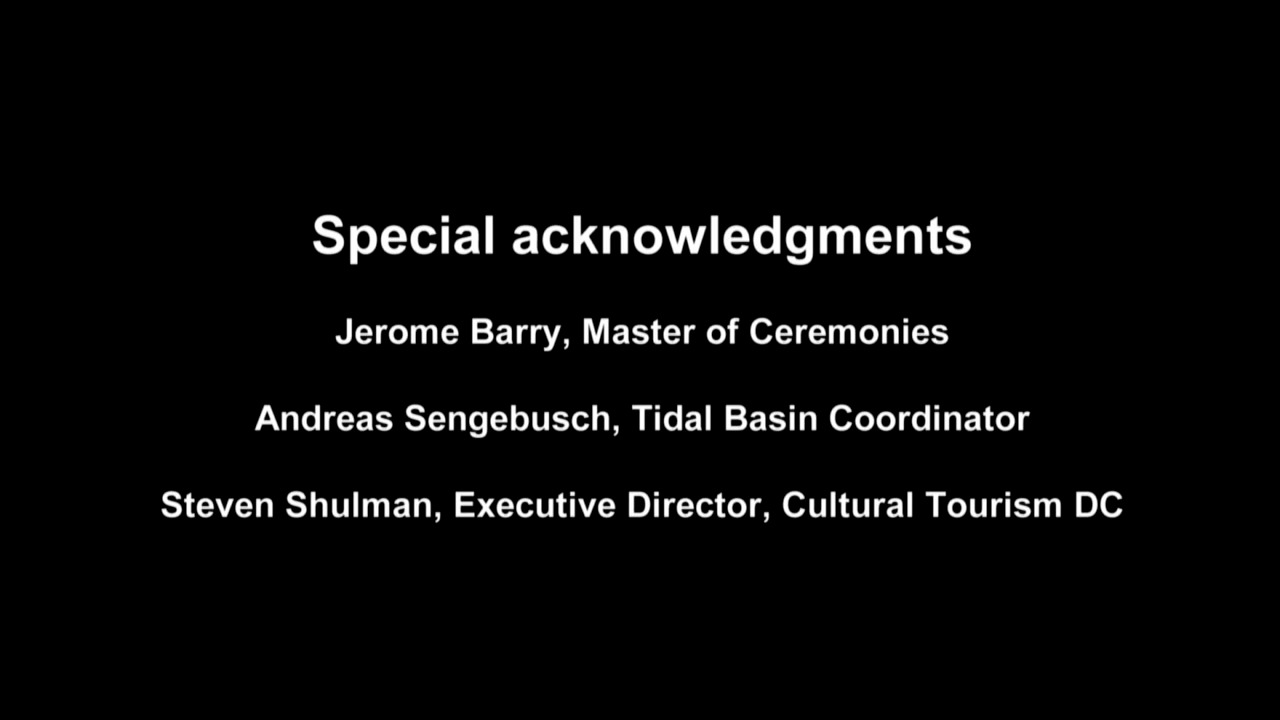 Special acknowledgments
Jerome Barry, Master of Ceremonies
Andreas Sengebusch, Tidal Basin Coordinator
Steven Shulman, Executive Director, Cultural Tourism DC